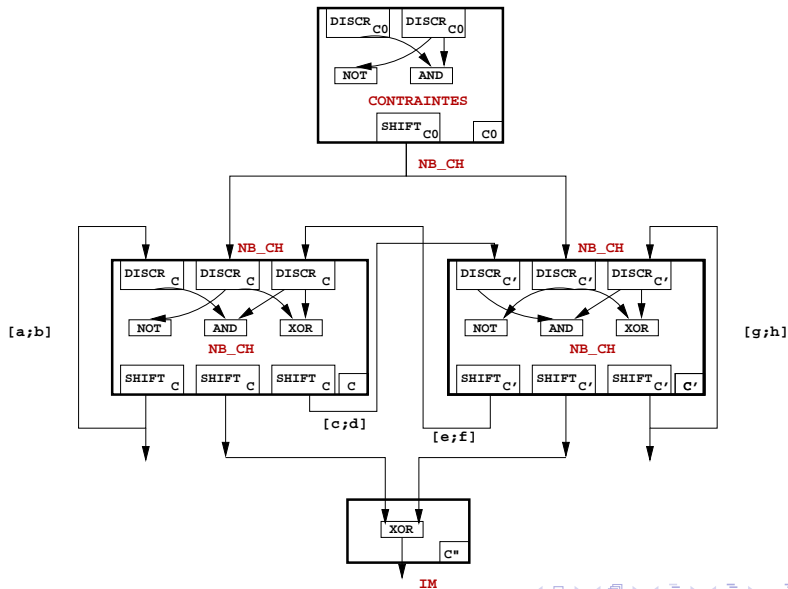 DISCR C0 DISCR C0
NOT AND
CONTRAINTES
SHIFT C0 C0
NB_CH
NB_CH NB_CH
DISCR C DISCR C DISCR C
DISCR C' DISCR C' DISCR C'
NOT AND XOR
NOT AND XOR
[a;b] [g;h]
NB_CH NB_CH
SHIFT C SHIFT C SHIFT C C
SHIFT C' SHIFT C' SHIFT C' C'
[c;d]
[e;f]
XOR
C"
IM